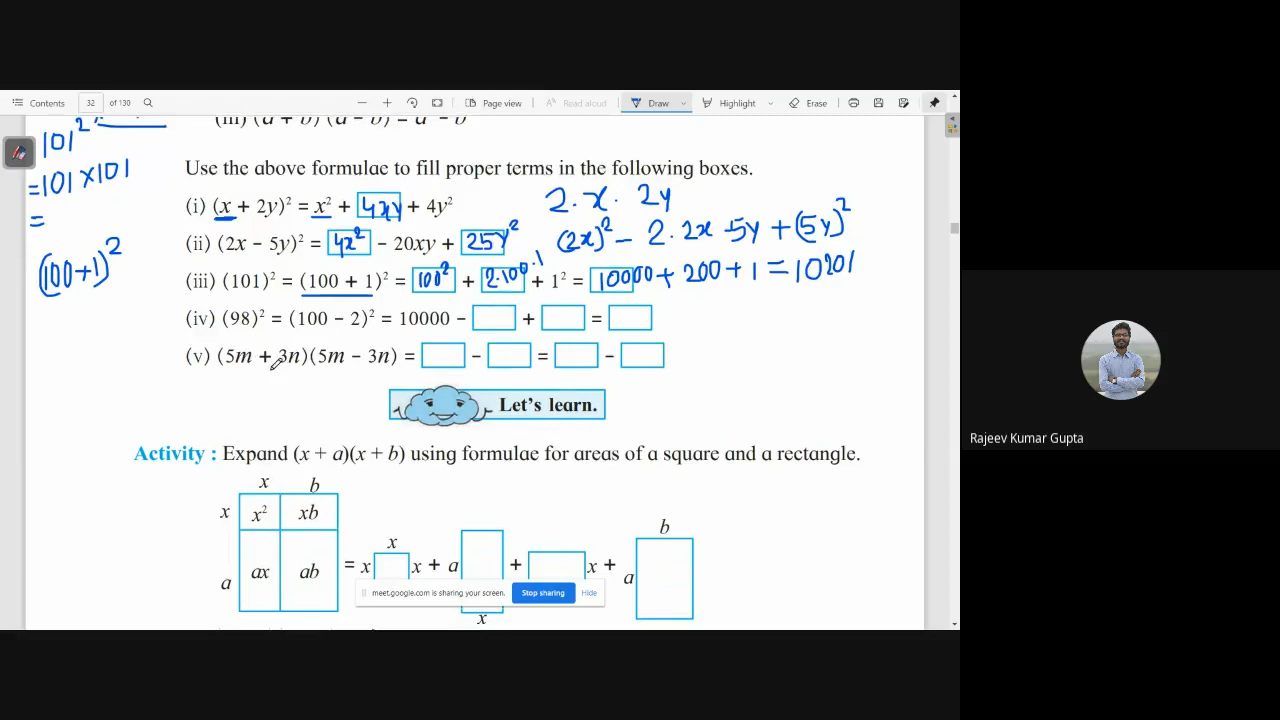 Contents 32 of 130 Page view Read aloud Draw Highlight Erase
(iii) (a + b) (a − b) = a² − b²
101²
= 101 × 101
=
(100+1)²
Use the above formulae to fill proper terms in the following boxes.
(i) (x + 2y)² = x² + 4xy + 4y² 2. x. 2y
(ii) (2x − 5y)² = 4x² − 20xy + 25y² (2x)² − 2. 2x 5y + (5y)²
(iii) (101)² = (100 + 1)² = 100² + 2.100.1 + 1² = 10000 + 200 + 1 = 10201
(iv) (98)² = (100 − 2)² = 10000 − + =
(v) (5m + 3n)(5m − 3n) = − = −
Let's learn.
Activity : Expand (x + a)(x + b) using formulae for areas of a square and a rectangle.
x b
x x² xb
a ax ab
= x x x + a x + x + a b
meet.google.com is sharing your screen. Stop sharing Hide
Rajeev Kumar Gupta